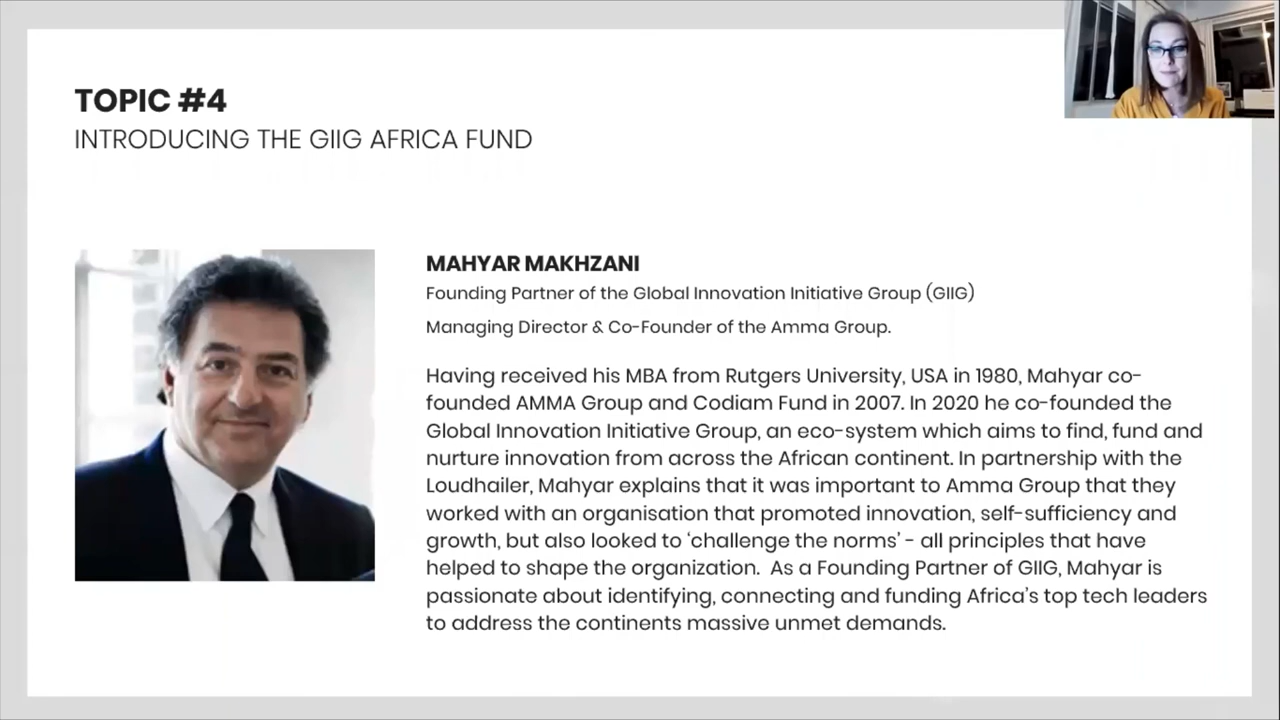 TOPIC #4
INTRODUCING THE GIIG AFRICA FUND
MAHYAR MAKHZANI
Founding Partner of the Global Innovation Initiative Group (GIIG)
Managing Director & Co-Founder of the Amma Group.
Having received his MBA from Rutgers University, USA in 1980, Mahyar co-
founded AMMA Group and Codiam Fund in 2007. In 2020 he co-founded the
Global Innovation Initiative Group, an eco-system which aims to find, fund and
nurture innovation from across the African continent. In partnership with the
Loudhailer, Mahyar explains that it was important to Amma Group that they
worked with an organisation that promoted innovation, self-sufficiency and
growth, but also looked to ‘challenge the norms’ - all principles that have
helped to shape the organization.  As a Founding Partner of GIIG, Mahyar is
passionate about identifying, connecting and funding Africa’s top tech leaders
to address the continents massive unmet demands.